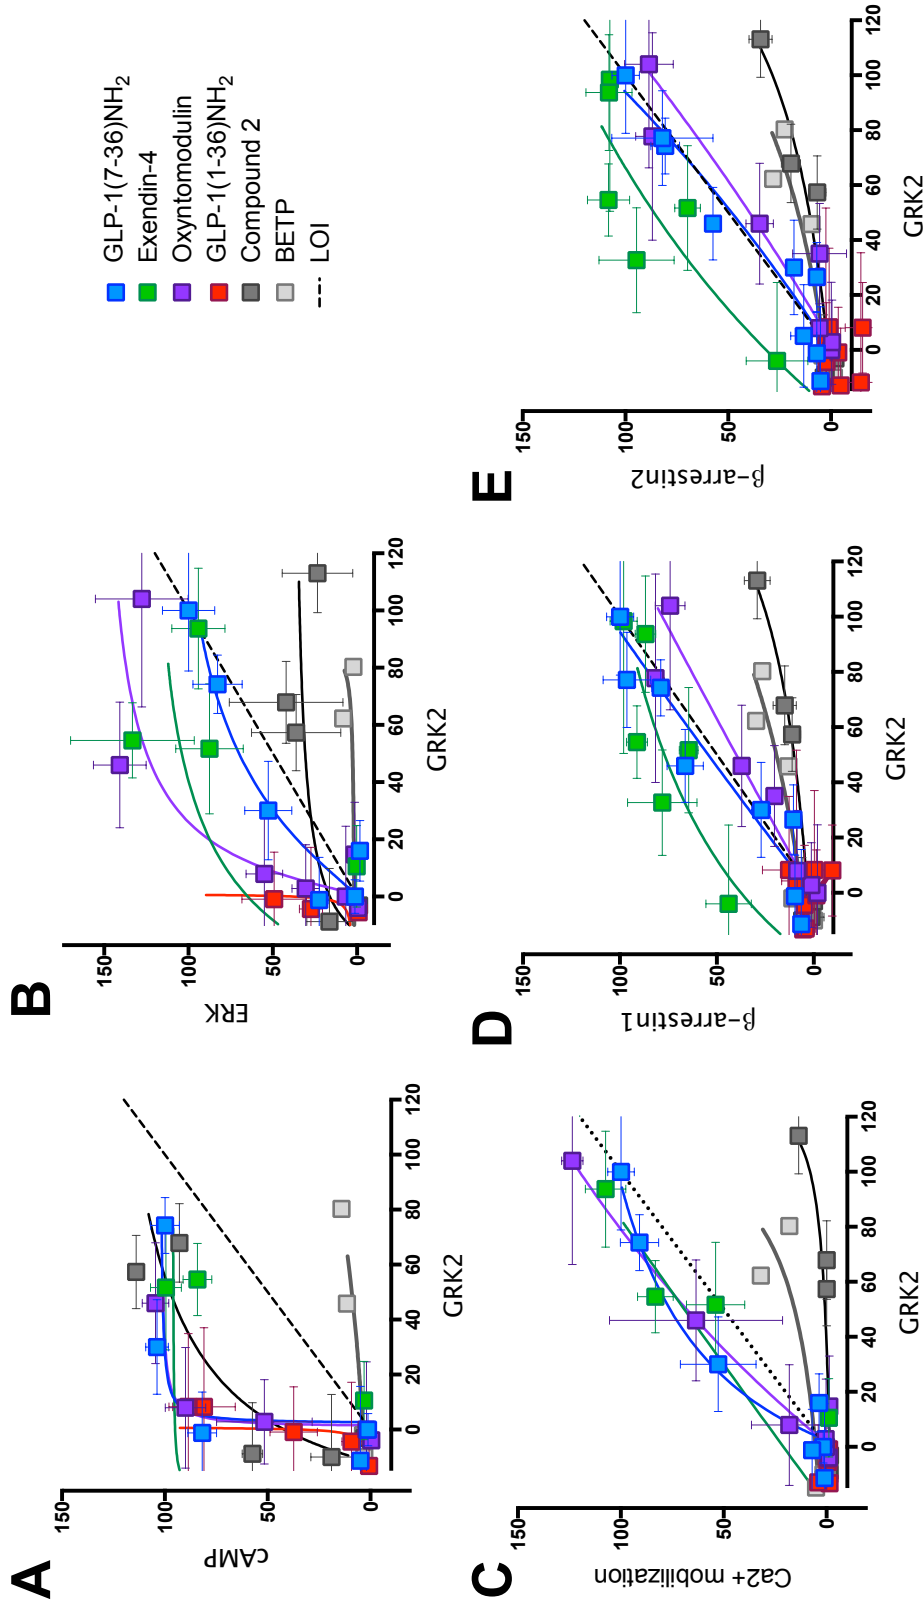 A
cAMP
150
100
50
0
0
20
40
60
80
100
120
GRK2
B
ERK
150
100
50
0
0
20
40
60
80
100
120
GRK2
GLP-1(7-36)NH2
Exendin-4
Oxyntomodulin
GLP-1(1-36)NH2
Compound 2
BETP
LOI
C
Ca2+ mobilization
150
100
50
0
0
20
40
60
80
100
120
GRK2
D
β-arrestin1
150
100
50
0
0
20
40
60
80
100
120
GRK2
E
β-arrestin2
150
100
50
0
0
20
40
60
80
100
120
GRK2